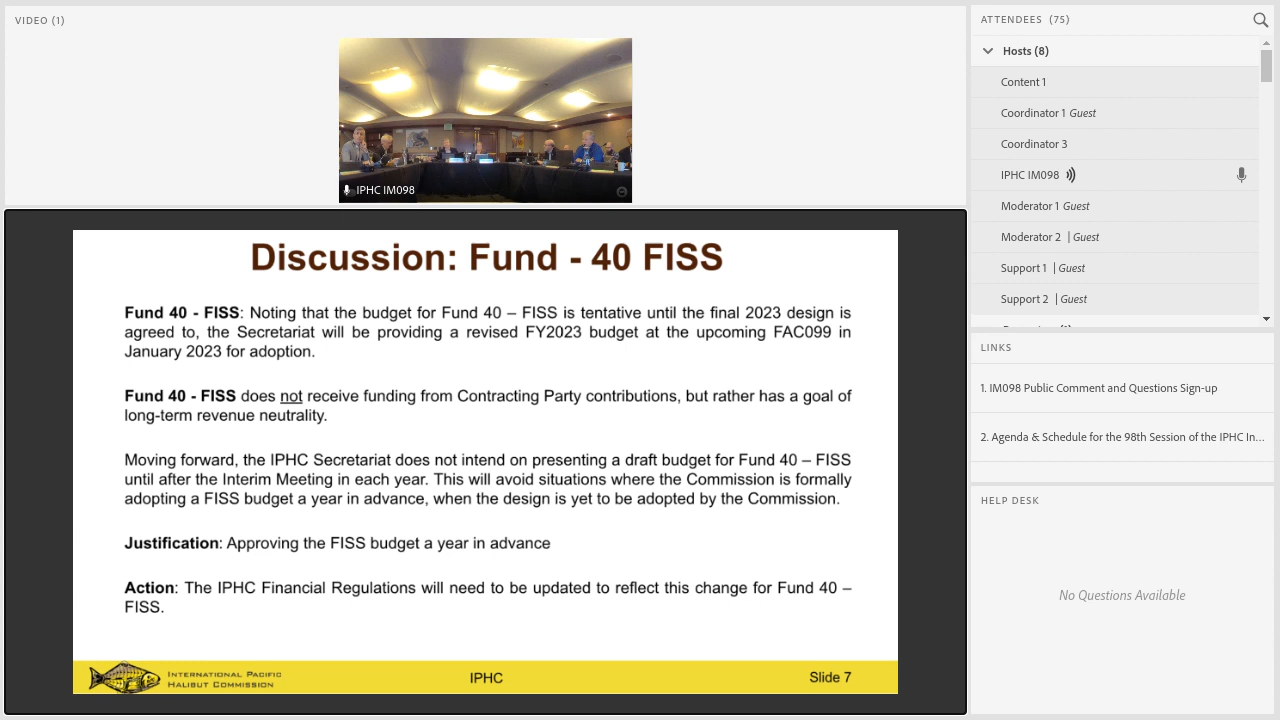 VIDEO (1)
IPHC IM098
Discussion: Fund - 40 FISS
Fund 40 - FISS: Noting that the budget for Fund 40 – FISS is tentative until the final 2023 design is
agreed to, the Secretariat will be providing a revised FY2023 budget at the upcoming FAC099 in
January 2023 for adoption.
Fund 40 - FISS does not receive funding from Contracting Party contributions, but rather has a goal of
long-term revenue neutrality.
Moving forward, the IPHC Secretariat does not intend on presenting a draft budget for Fund 40 – FISS
until after the Interim Meeting in each year. This will avoid situations where the Commission is formally
adopting a FISS budget a year in advance, when the design is yet to be adopted by the Commission.
Justification: Approving the FISS budget a year in advance
Action: The IPHC Financial Regulations will need to be updated to reflect this change for Fund 40 –
FISS.
INTERNATIONAL PACIFIC
HALIBUT COMMISSION
IPHC
Slide 7
ATTENDEES (75)
Hosts (8)
Content 1
Coordinator 1 Guest
Coordinator 3
IPHC IM098
Moderator 1 Guest
Moderator 2 | Guest
Support 1 | Guest
Support 2 | Guest
LINKS
1. IM098 Public Comment and Questions Sign-up
2. Agenda & Schedule for the 98th Session of the IPHC In...
HELP DESK
No Questions Available